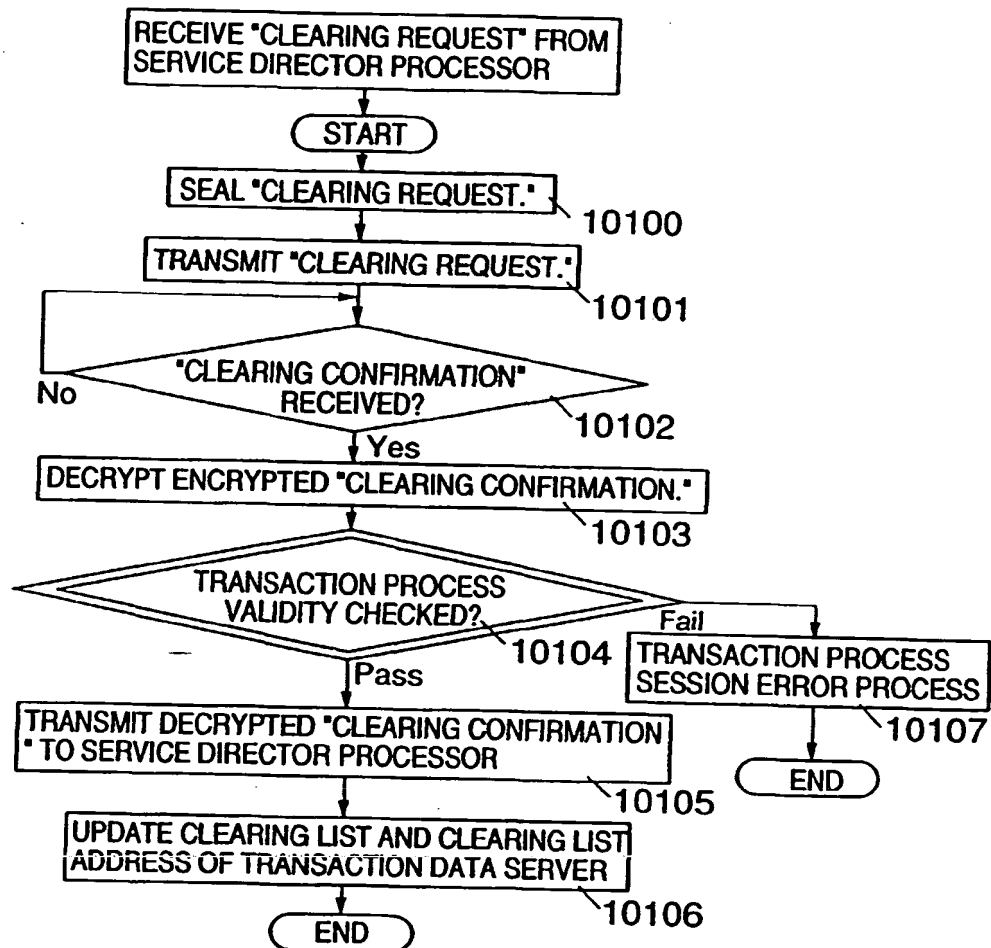 RECEIVE "CLEARING REQUEST" FROM
SERVICE DIRECTOR PROCESSOR
START
SEAL "CLEARING REQUEST."
10100
TRANSMIT "CLEARING REQUEST."
10101
"CLEARING CONFIRMATION"
RECEIVED?
No
10102
Yes
DECRYPT ENCRYPTED "CLEARING CONFIRMATION."
10103
TRANSACTION PROCESS
VALIDITY CHECKED?
10104
Fail
Pass
TRANSACTION PROCESS
SESSION ERROR PROCESS
10107
END
TRANSMIT DECRYPTED "CLEARING CONFIRMATION
" TO SERVICE DIRECTOR PROCESSOR
10105
UPDATE CLEARING LIST AND CLEARING LIST
ADDRESS OF TRANSACTION DATA SERVER
10106
END